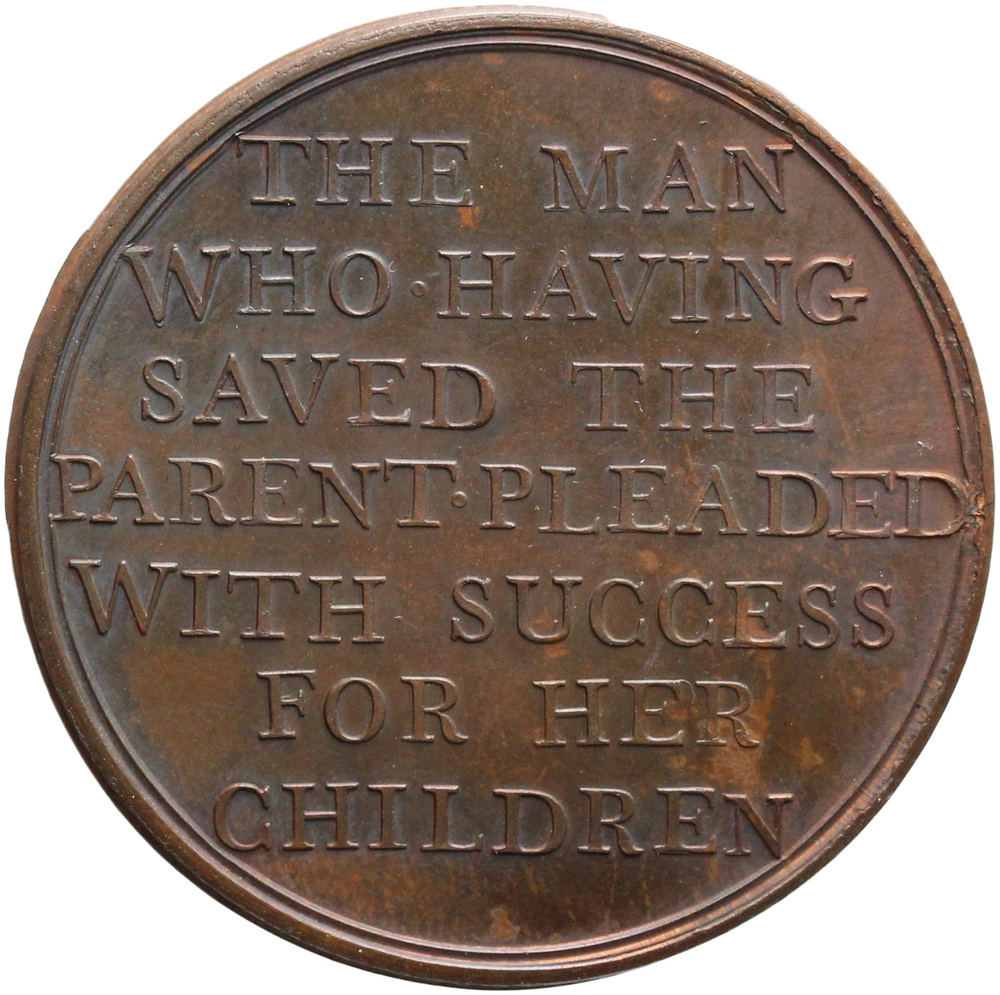 THE MAN
WHO·HAVING
SAVED THE
PARENT·PLEADED
WITH SUCCESS
FOR HER
CHILDREN